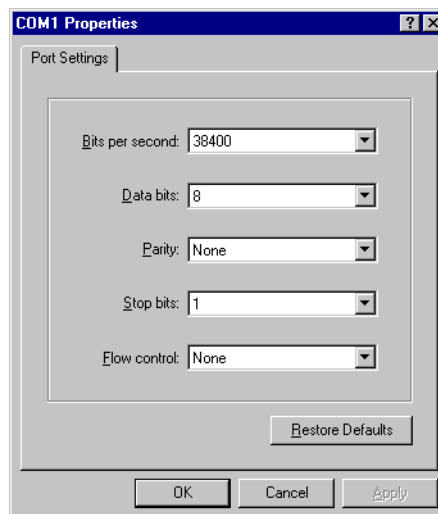 COM1 Properties
Port Settings
Bits per second: 38400
Data bits: 8
Parity: None
Stop bits: 1
Flow control: None
Restore Defaults
OK Cancel Apply